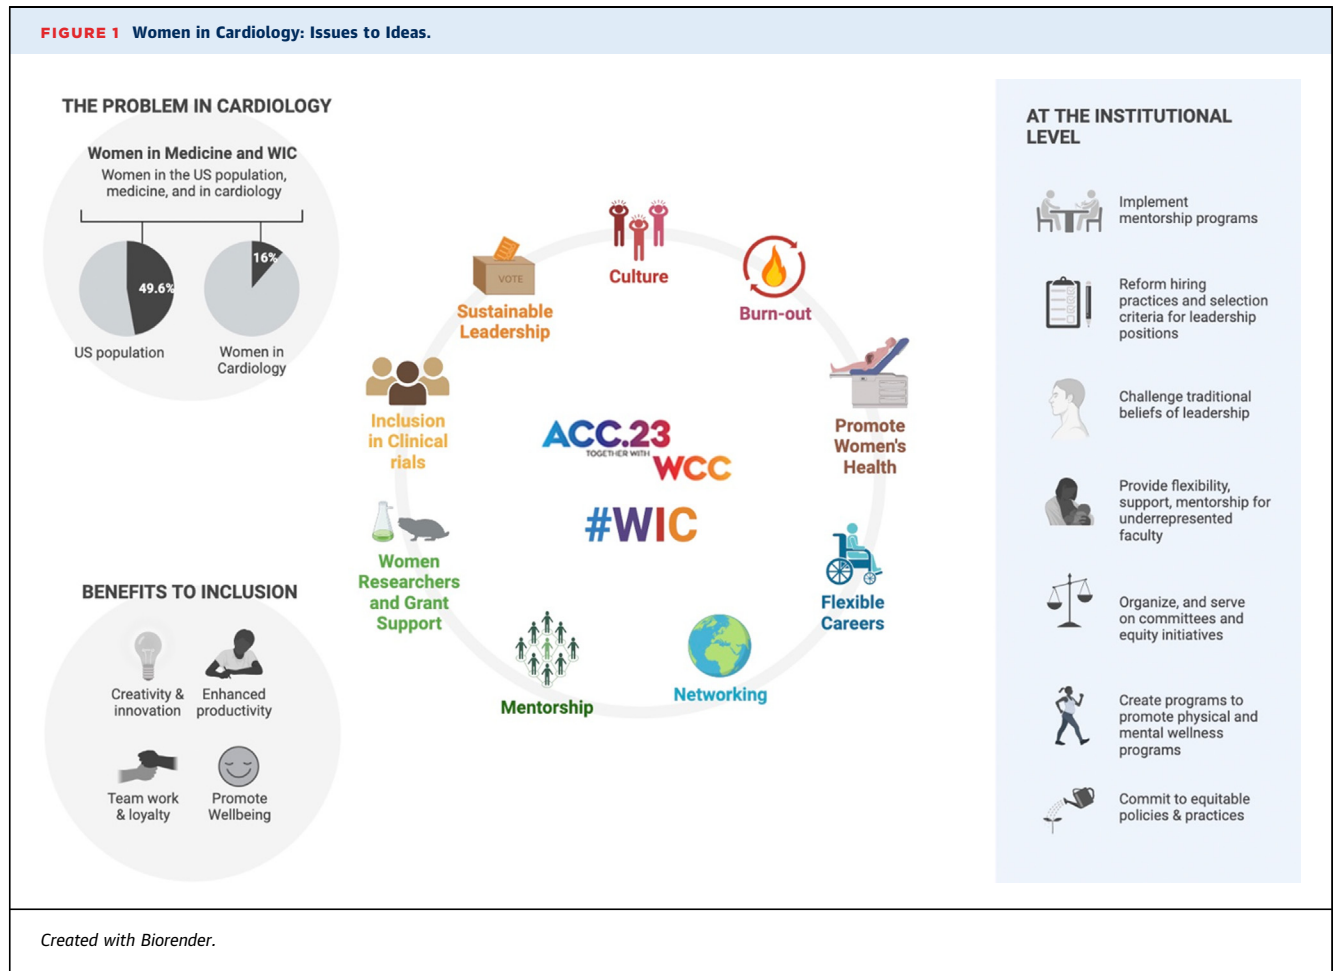 FIGURE 1 Women in Cardiology: Issues to Ideas.
THE PROBLEM IN CARDIOLOGY
Women in Medicine and WIC
Women in the US population,
medicine, and in cardiology
49.6%
16%
US population
Women in
Cardiology
BENEFITS TO INCLUSION
Creativity &
innovation
Enhanced
productivity
Team work
& loyalty
Promote
Wellbeing
Culture
Burn-out
Promote
Women's
Health
Flexible
Careers
Networking
Mentorship
Women
Researchers
and Grant
Support
Inclusion
in Clinical
rials
VOTE
Sustainable
Leadership
ACC.23
TOGETHER WITH
WCC
#WIC
AT THE INSTITUTIONAL
LEVEL
Implement
mentorship programs
Reform hiring
practices and selection
criteria for leadership
positions
Challenge traditional
beliefs of leadership
Provide flexibility,
support, mentorship for
underrepresented
faculty
Organize, and serve
on committees and
equity initiatives
Create programs to
promote physical and
mental wellness
programs
Commit to equitable
policies & practices
Created with Biorender.